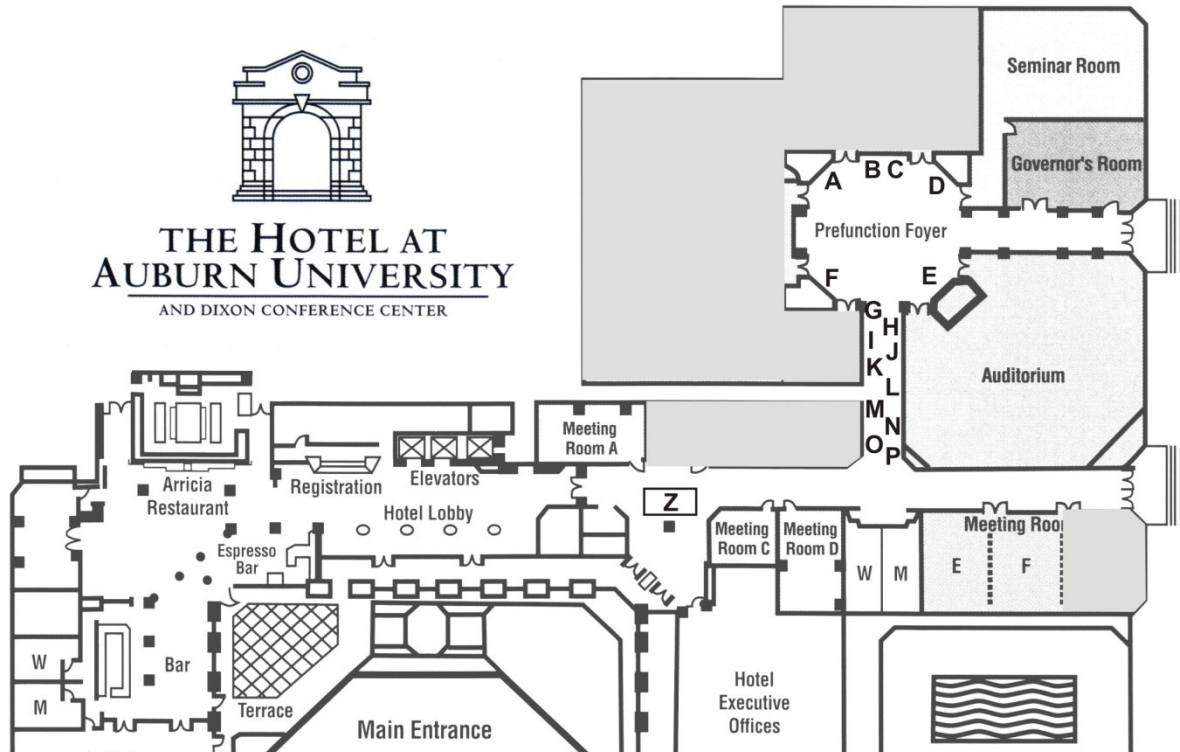 THE HOTEL AT
AUBURN UNIVERSITY
AND DIXON CONFERENCE CENTER
Seminar Room
Governor's Room
A
B
C
D
Prefunction Foyer
F
E
G
H
I
J
K
L
M
N
O
P
Auditorium
Meeting
Room A
Elevators
Registration
Arricia
Restaurant
Hotel Lobby
Z
Espresso
Bar
Meeting
Room C
Meeting
Room D
W
M
Meeting Roo
E
F
W
M
Bar
Terrace
Main Entrance
Hotel
Executive
Offices